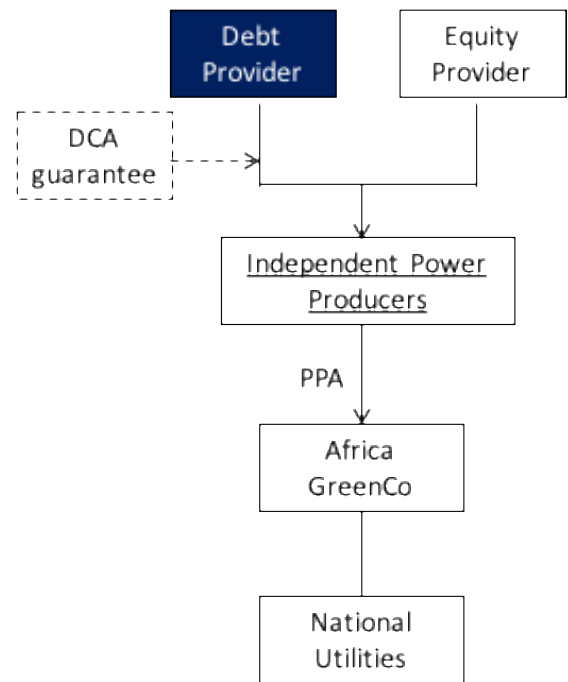 Debt
Provider
Equity
Provider
DCA
guarantee
Independent Power
Producers
PPA
Africa
GreenCo
National
Utilities